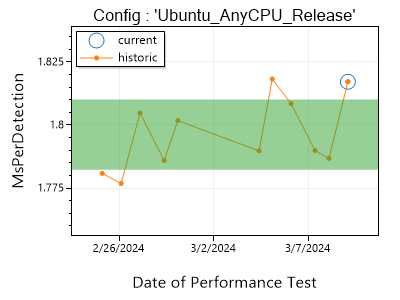 Config : 'Ubuntu_AnyCPU_Release'
current
historic
1.825
1.8
1.775
MsPerDetection
2/26/2024
3/2/2024
3/7/2024
Date of Performance Test